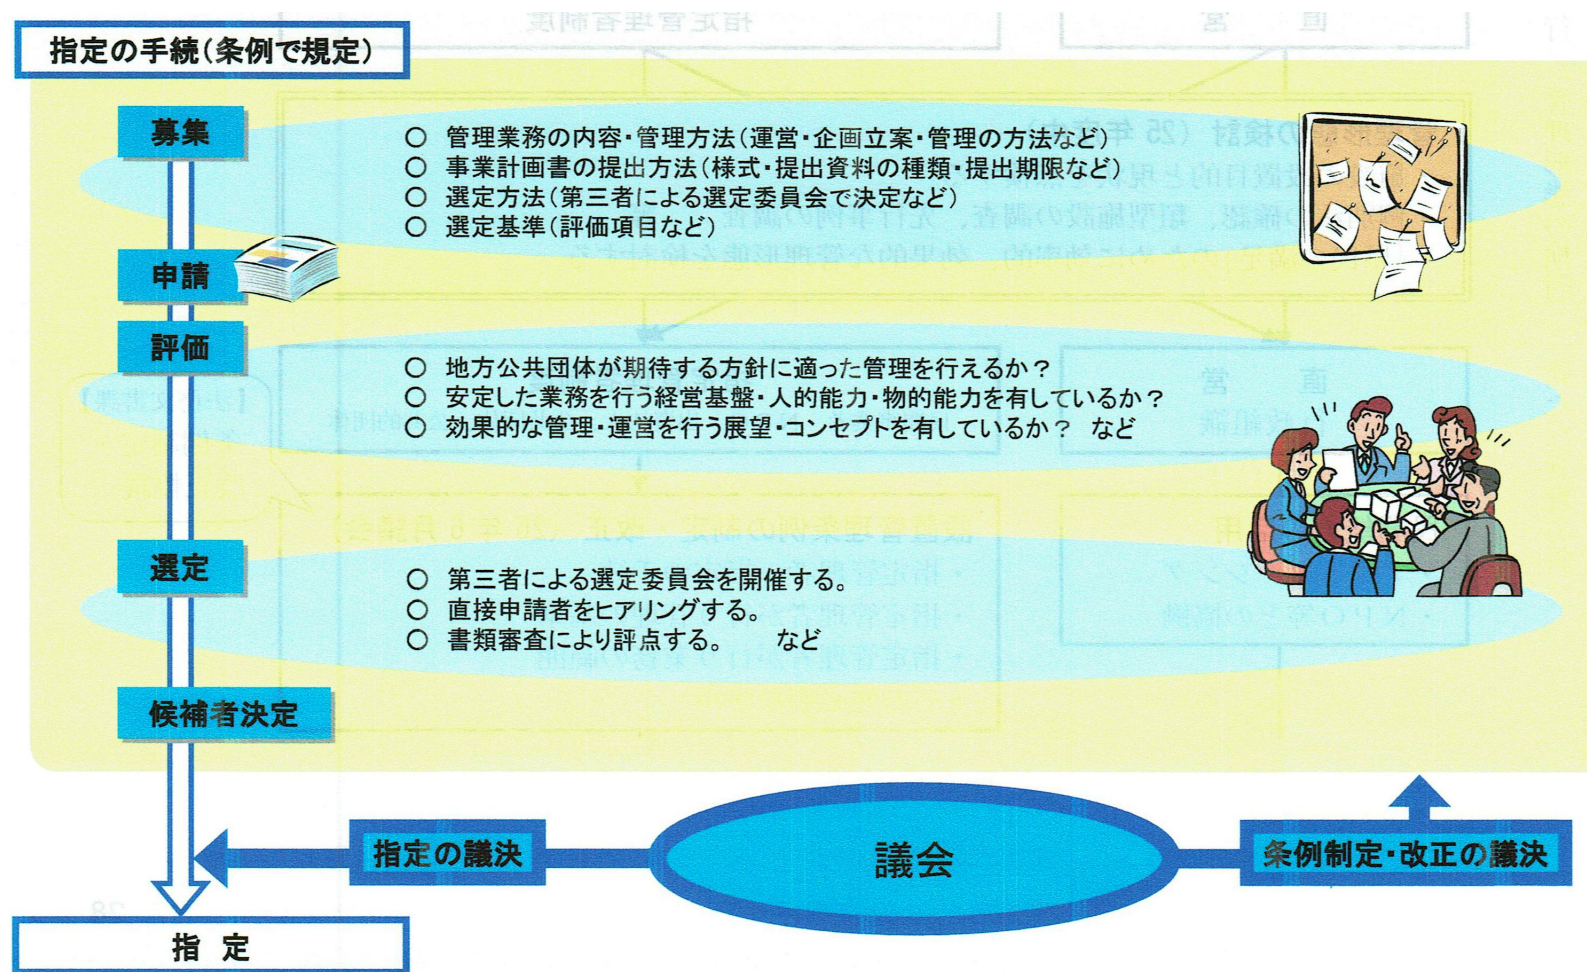 指定の手続(条例で規定)
募集
○ 管理業務の内容・管理方法(運営・企画立案・管理の方法など)
○ 事業計画書の提出方法(様式・提出資料の種類・提出期限など)
○ 選定方法(第三者による選定委員会で決定など)
○ 選定基準(評価項目など)
申請
評価
○ 地方公共団体が期待する方針に適った管理を行えるか?
○ 安定した業務を行う経営基盤・人的能力・物的能力を有しているか?
○ 効果的な管理・運営を行う展望・コンセプトを有しているか? など
選定
○ 第三者による選定委員会を開催する。
○ 直接申請者をヒアリングする。
○ 書類審査により評点する。 など
候補者決定
指定の議決
議会
条例制定・改正の議決
指 定